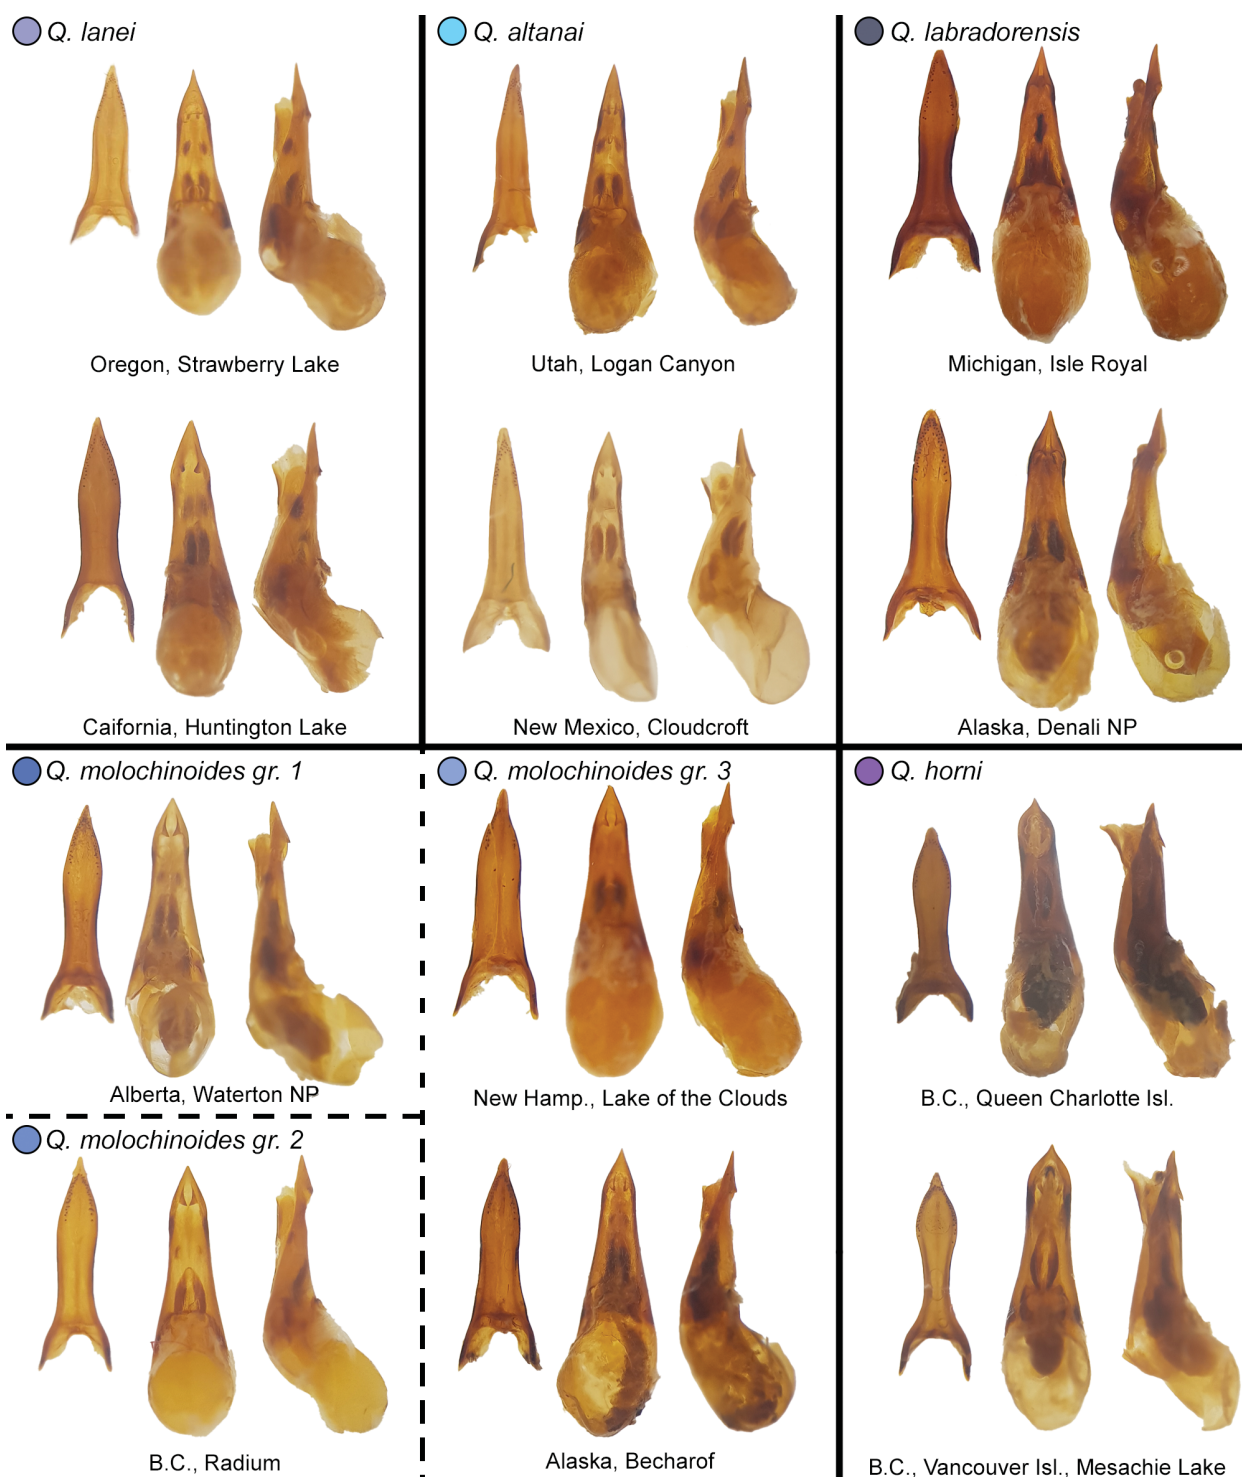 Q. lanei
Q. altanai
Q. labradorensis
Oregon, Strawberry Lake
Utah, Logan Canyon
Michigan, Isle Royal
Caifornia, Huntington Lake
New Mexico, Cloudcroft
Alaska, Denali NP
Q. molochinoides gr. 1
Q. molochinoides gr. 3
Q. horni
Alberta, Waterton NP
New Hamp., Lake of the Clouds
B.C., Queen Charlotte Isl.
Q. molochinoides gr. 2
B.C., Radium
Alaska, Becharof
B.C., Vancouver Isl., Mesachie Lake